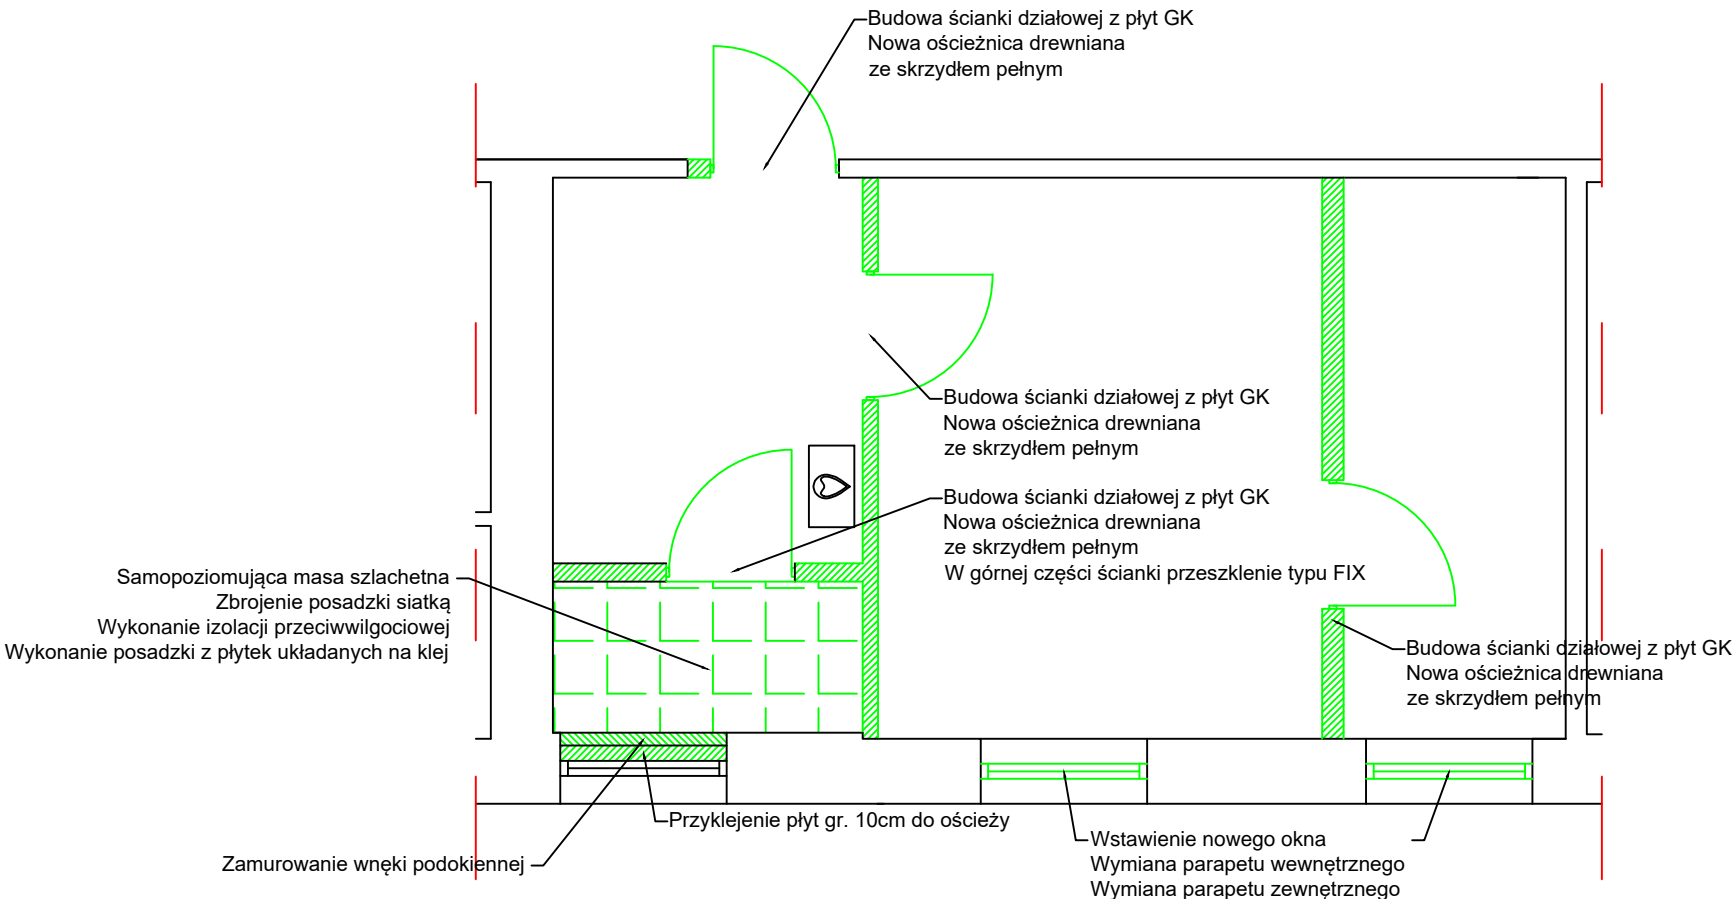 Budowa ścianki działowej z płyt GK
Nowa ościeżnica drewniana
ze skrzydłem pełnym
Budowa ścianki działowej z płyt GK
Nowa ościeżnica drewniana
ze skrzydłem pełnym
Budowa ścianki działowej z płyt GK
Nowa ościeżnica drewniana
ze skrzydłem pełnym
W górnej części ścianki przeszklenie typu FIX
Samopoziomująca masa szlachetna
Zbrojenie posadzki siatką
Wykonanie izolacji przeciwwilgociowej
Wykonanie posadzki z płytek układanych na klej
Budowa ścianki działowej z płyt GK
Nowa ościeżnica drewniana
ze skrzydłem pełnym
Przyklejenie płyt gr. 10cm do ościeży
Zamurowanie wnęki podokiennej
Wstawienie nowego okna
Wymiana parapetu wewnętrznego
Wymiana parapetu zewnętrznego